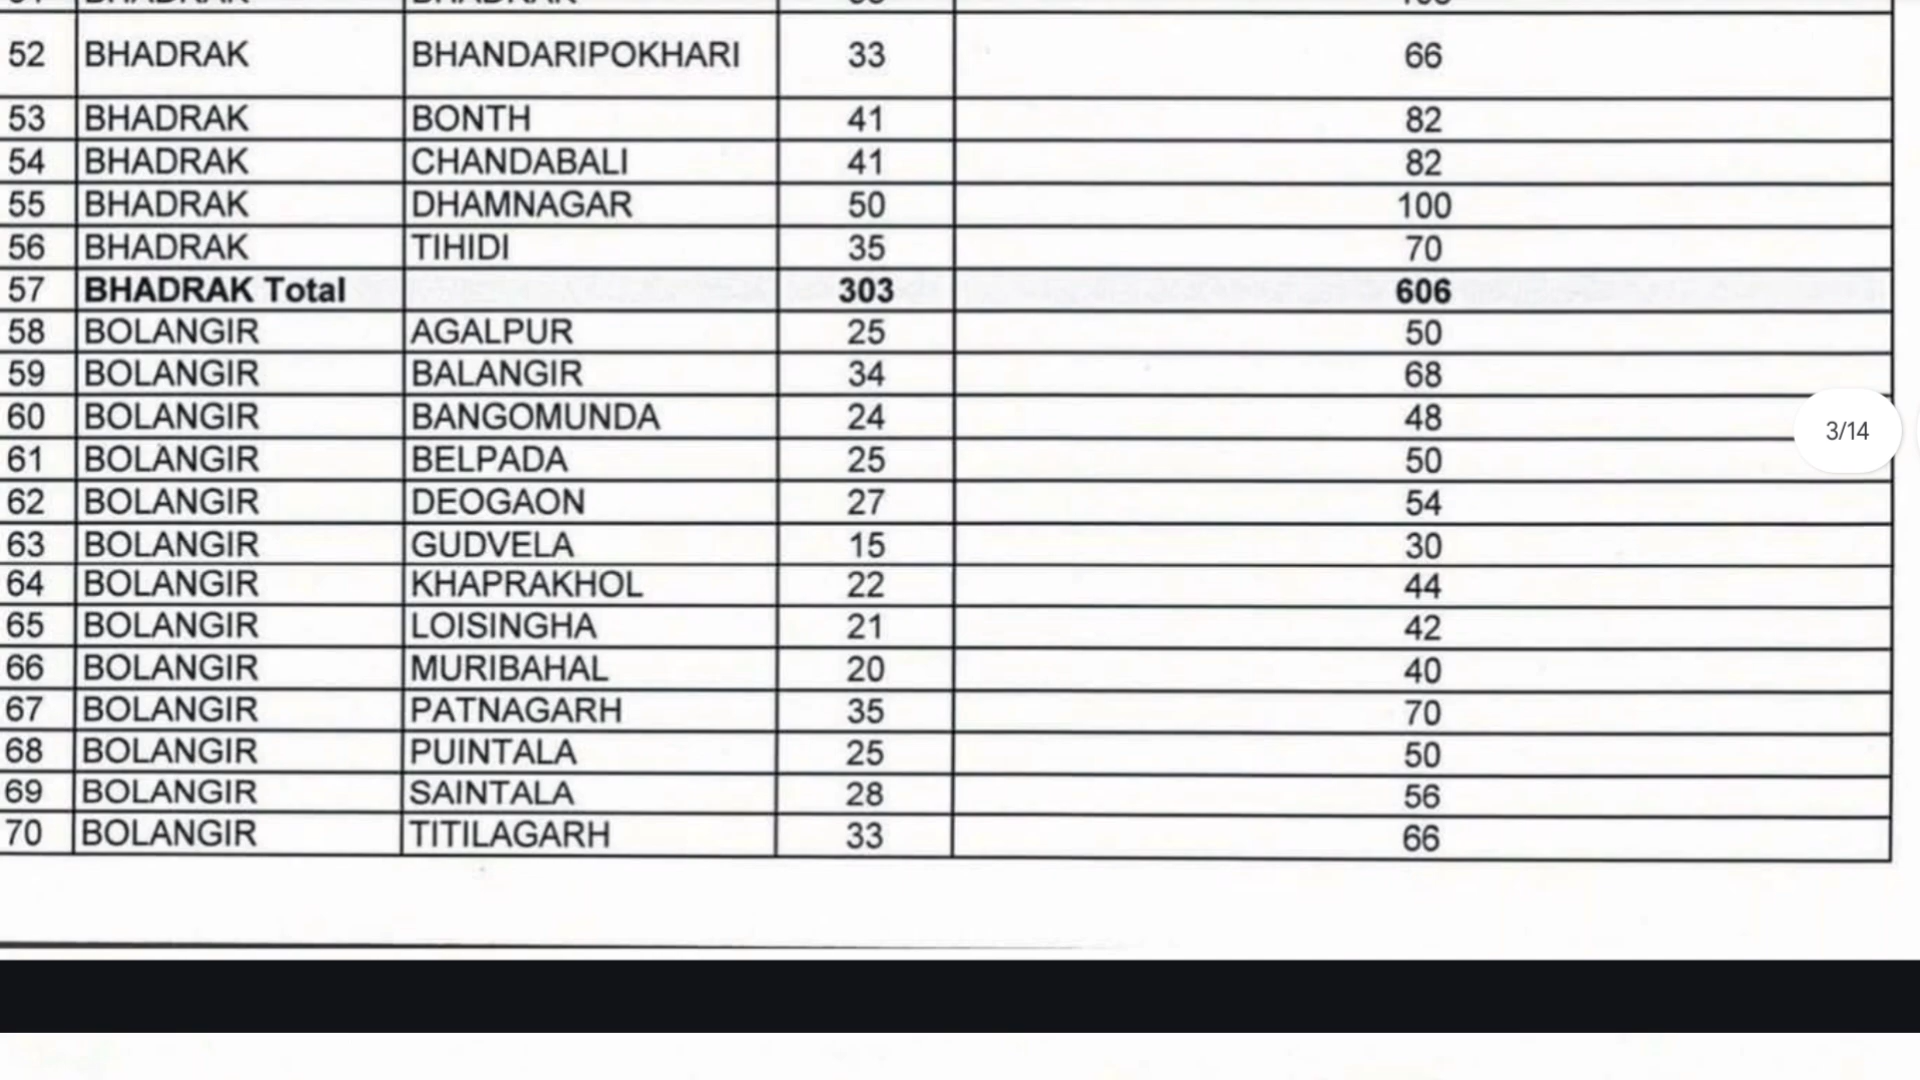 52 BHADRAK BHANDARIPOKHARI 33 66
53 BHADRAK BONTH 41 82
54 BHADRAK CHANDABALI 41 82
55 BHADRAK DHAMNAGAR 50 100
56 BHADRAK TIHIDI 35 70
57 BHADRAK Total 303 606
58 BOLANGIR AGALPUR 25 50
59 BOLANGIR BALANGIR 34 68
60 BOLANGIR BANGOMUNDA 24 48
3/14
61 BOLANGIR BELPADA 25 50
62 BOLANGIR DEOGAON 27 54
63 BOLANGIR GUDVELA 15 30
64 BOLANGIR KHAPRAKHOL 22 44
65 BOLANGIR LOISINGHA 21 42
66 BOLANGIR MURIBAHAL 20 40
67 BOLANGIR PATNAGARH 35 70
68 BOLANGIR PUINTALA 25 50
69 BOLANGIR SAINTALA 28 56
70 BOLANGIR TITILAGARH 33 66